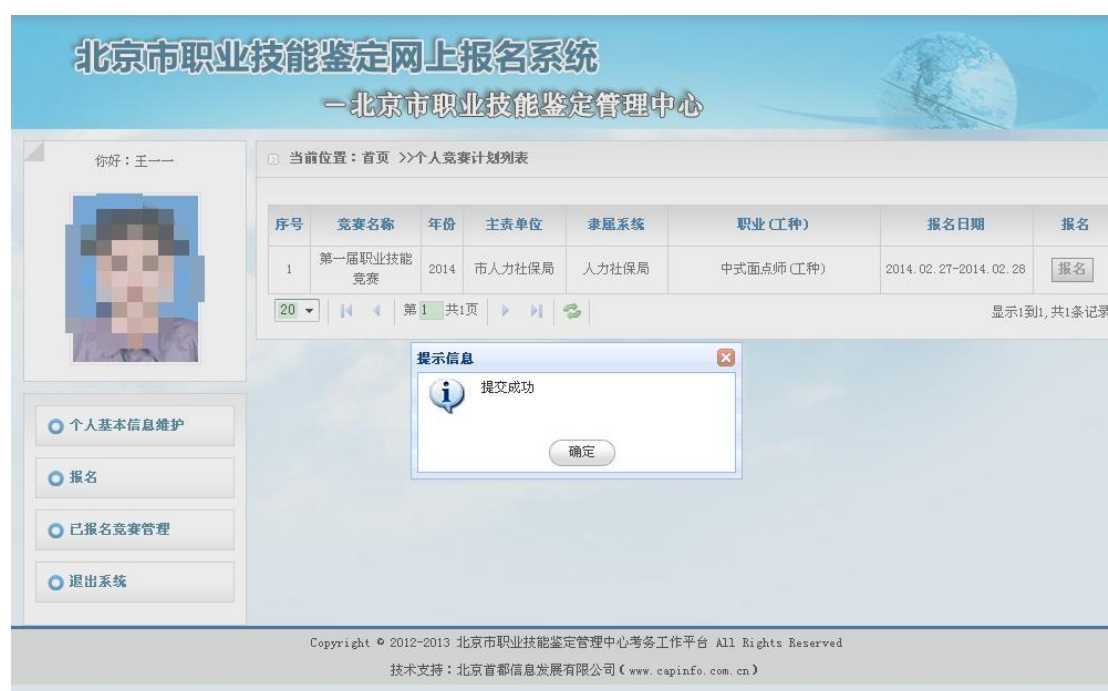 北京市职业技能鉴定网上报名系统
－北京市职业技能鉴定管理中心
你好：王一一
当前位置：首页 >>个人竞赛计划列表
序号 竞赛名称 年份 主责单位 隶属系统 职业(工种) 报名日期 报名
1 第一届职业技能竞赛 2014 市人力社保局 人力社保局 中式面点师(工种) 2014.02.27-2014.02.28 报名
20 第 1 共1页 显示1到1,共1条记录
提示信息
提交成功
确定
个人基本信息维护
报名
已报名竞赛管理
退出系统
Copyright © 2012-2013 北京市职业技能鉴定管理中心考务工作平台 All Rights Reserved
技术支持：北京首都信息发展有限公司(www.capinfo.com.cn)